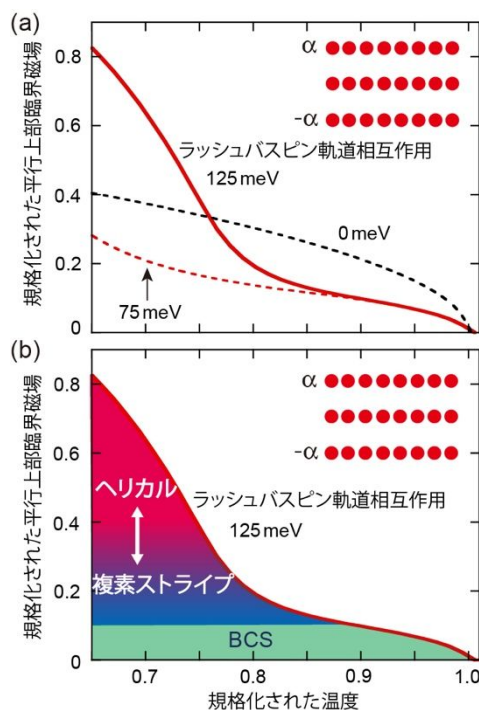 (a)
規格化された平行上部臨界磁場
0.8
0.6
0.4
0.2
0
α
-α
ラッシュバスピン軌道相互作用
125 meV
0 meV
75 meV
(b)
規格化された平行上部臨界磁場
0.8
0.6
0.4
0.2
0
α
-α
ラッシュバスピン軌道相互作用
125 meV
ヘリカル
複素ストライプ
BCS
0.7
0.8
0.9
1.0
規格化された温度